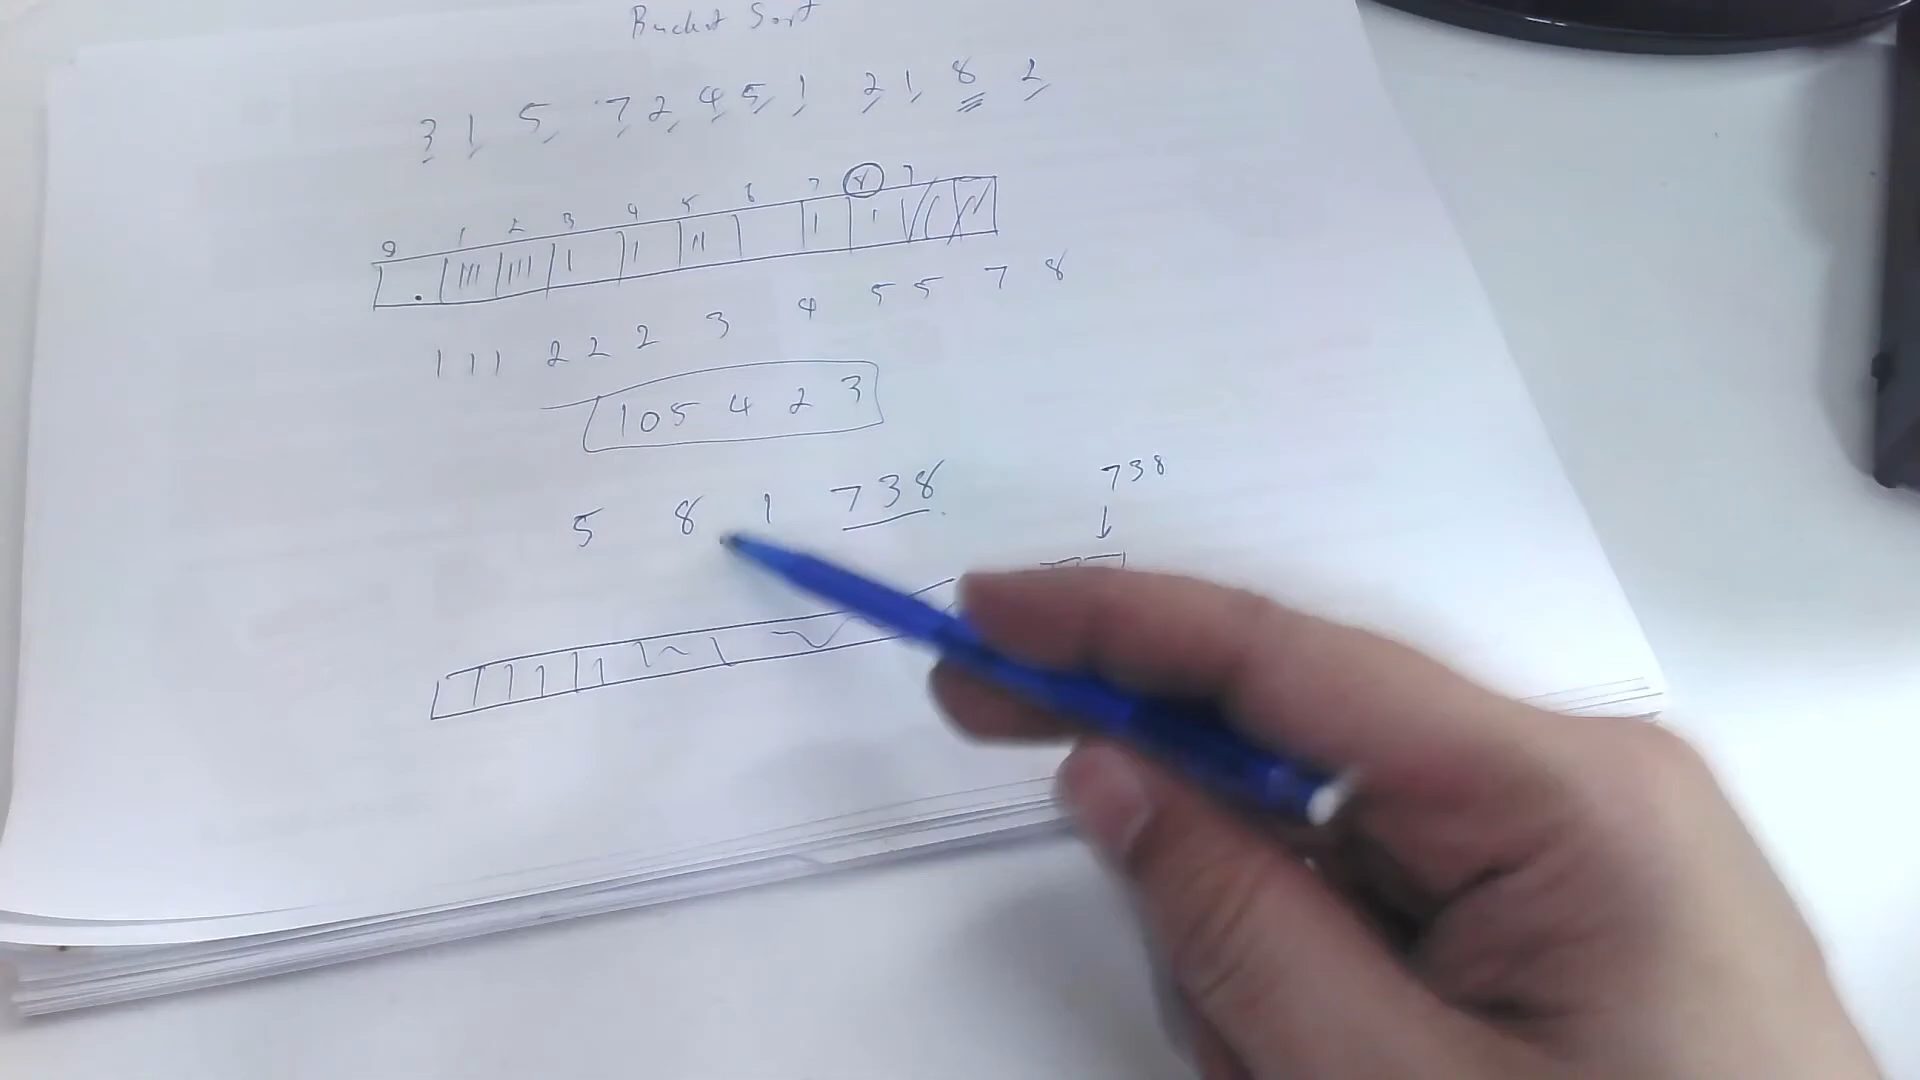 Bucket Sort
3 1 5 7 2 4 5 1 2 1 8 2
0 1 2 3 4 5 6 7 8 9
||| ||| | | || | |
1 1 1 2 2 2 3 4 5 5 7 8
105 4 2 3
5 8 1 738
738